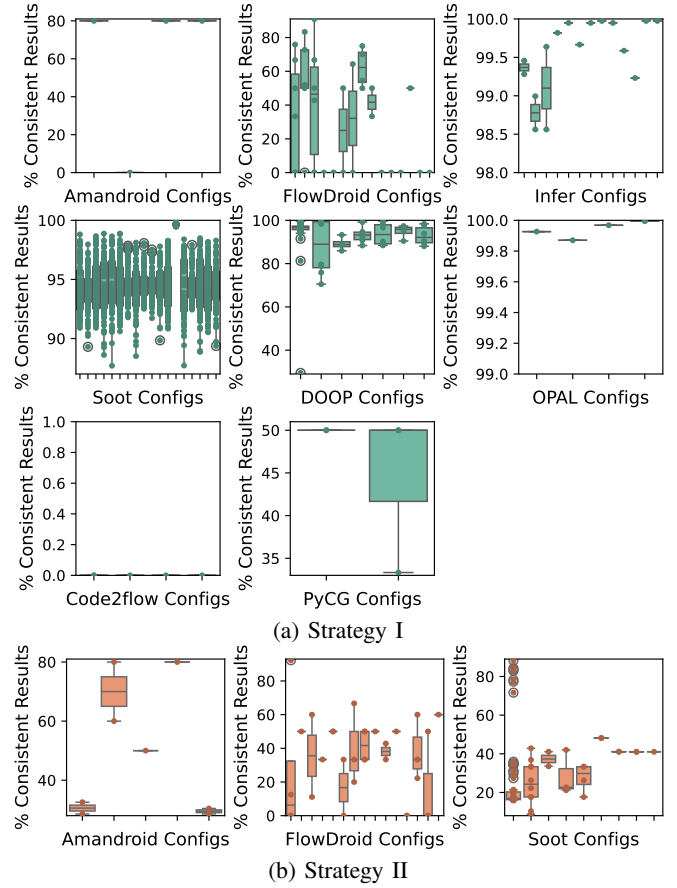 % Consistent Results
80
60
40
20
0
Amandroid Configs
% Consistent Results
80
60
40
20
0
FlowDroid Configs
% Consistent Results
100.0
99.5
99.0
98.5
98.0
Infer Configs
% Consistent Results
100
95
90
Soot Configs
% Consistent Results
100
80
60
40
DOOP Configs
% Consistent Results
100.0
99.8
99.6
99.4
99.2
99.0
OPAL Configs
% Consistent Results
1.0
0.8
0.6
0.4
0.2
0.0
Code2flow Configs
% Consistent Results
50
45
40
35
PyCG Configs
(a) Strategy I
% Consistent Results
80
60
40
Amandroid Configs
% Consistent Results
80
60
40
20
0
FlowDroid Configs
% Consistent Results
80
60
40
20
Soot Configs
(b) Strategy II